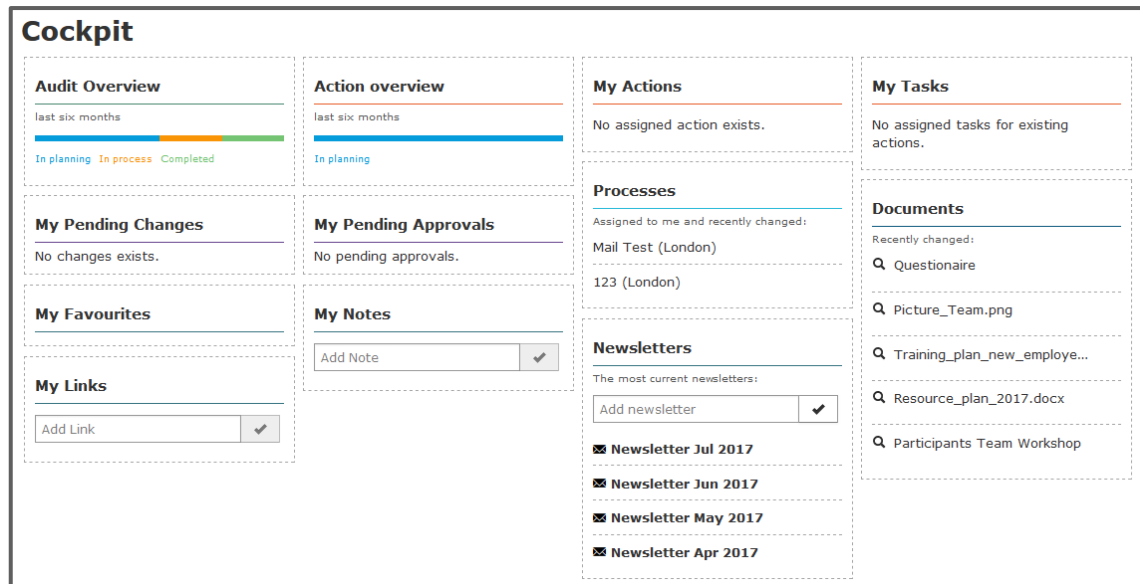 Cockpit
Audit Overview
last six months
In planning In process Completed
My Pending Changes
No changes exists.
My Favourites
My Links
Add Link
Action overview
last six months
In planning
My Pending Approvals
No pending approvals.
My Notes
Add Note
My Actions
No assigned action exists.
Processes
Assigned to me and recently changed:
Mail Test (London)
123 (London)
Newsletters
The most current newsletters:
Add newsletter
Newsletter Jul 2017
Newsletter Jun 2017
Newsletter May 2017
Newsletter Apr 2017
My Tasks
No assigned tasks for existing
actions.
Documents
Recently changed:
Questionaire
Picture_Team.png
Training_plan_new_employe...
Resource_plan_2017.docx
Participants Team Workshop